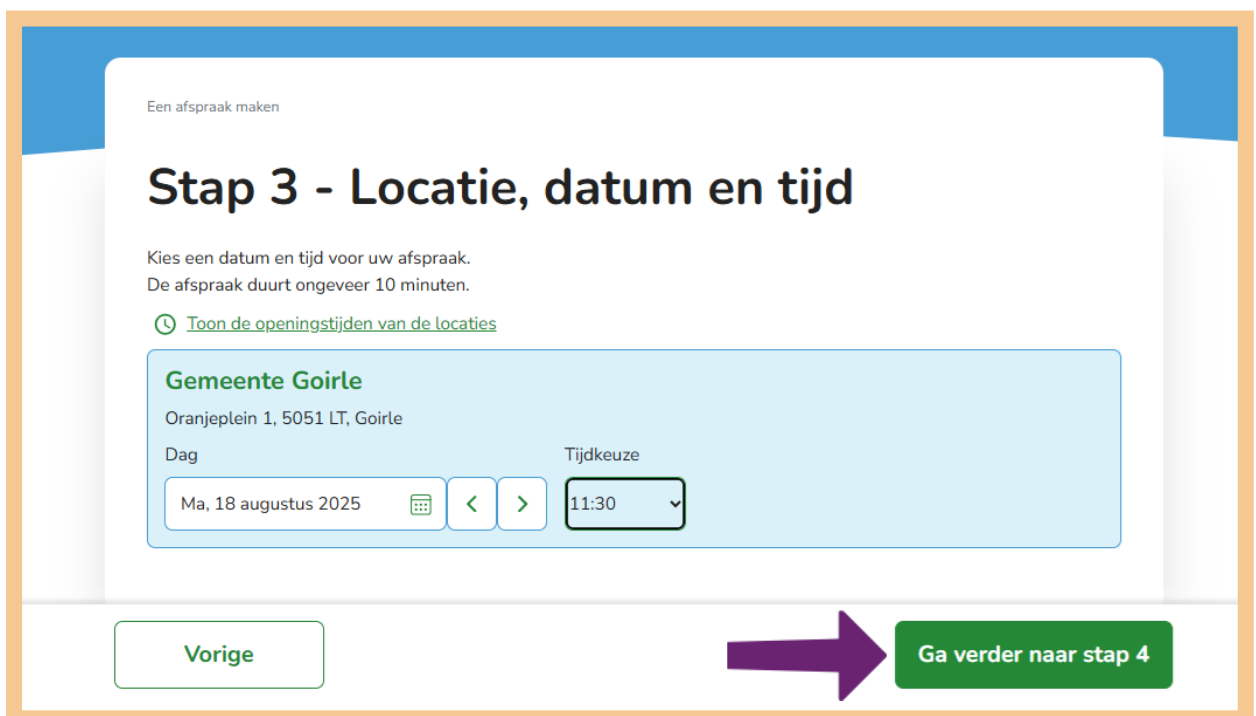 Een afspraak maken
Stap 3 - Locatie, datum en tijd
Kies een datum en tijd voor uw afspraak.
De afspraak duurt ongeveer 10 minuten.
Toon de openingstijden van de locaties
Gemeente Goirle
Oranjeplein 1, 5051 LT, Goirle
Dag Tijdkeuze
Ma, 18 augustus 2025 11:30
Vorige Ga verder naar stap 4